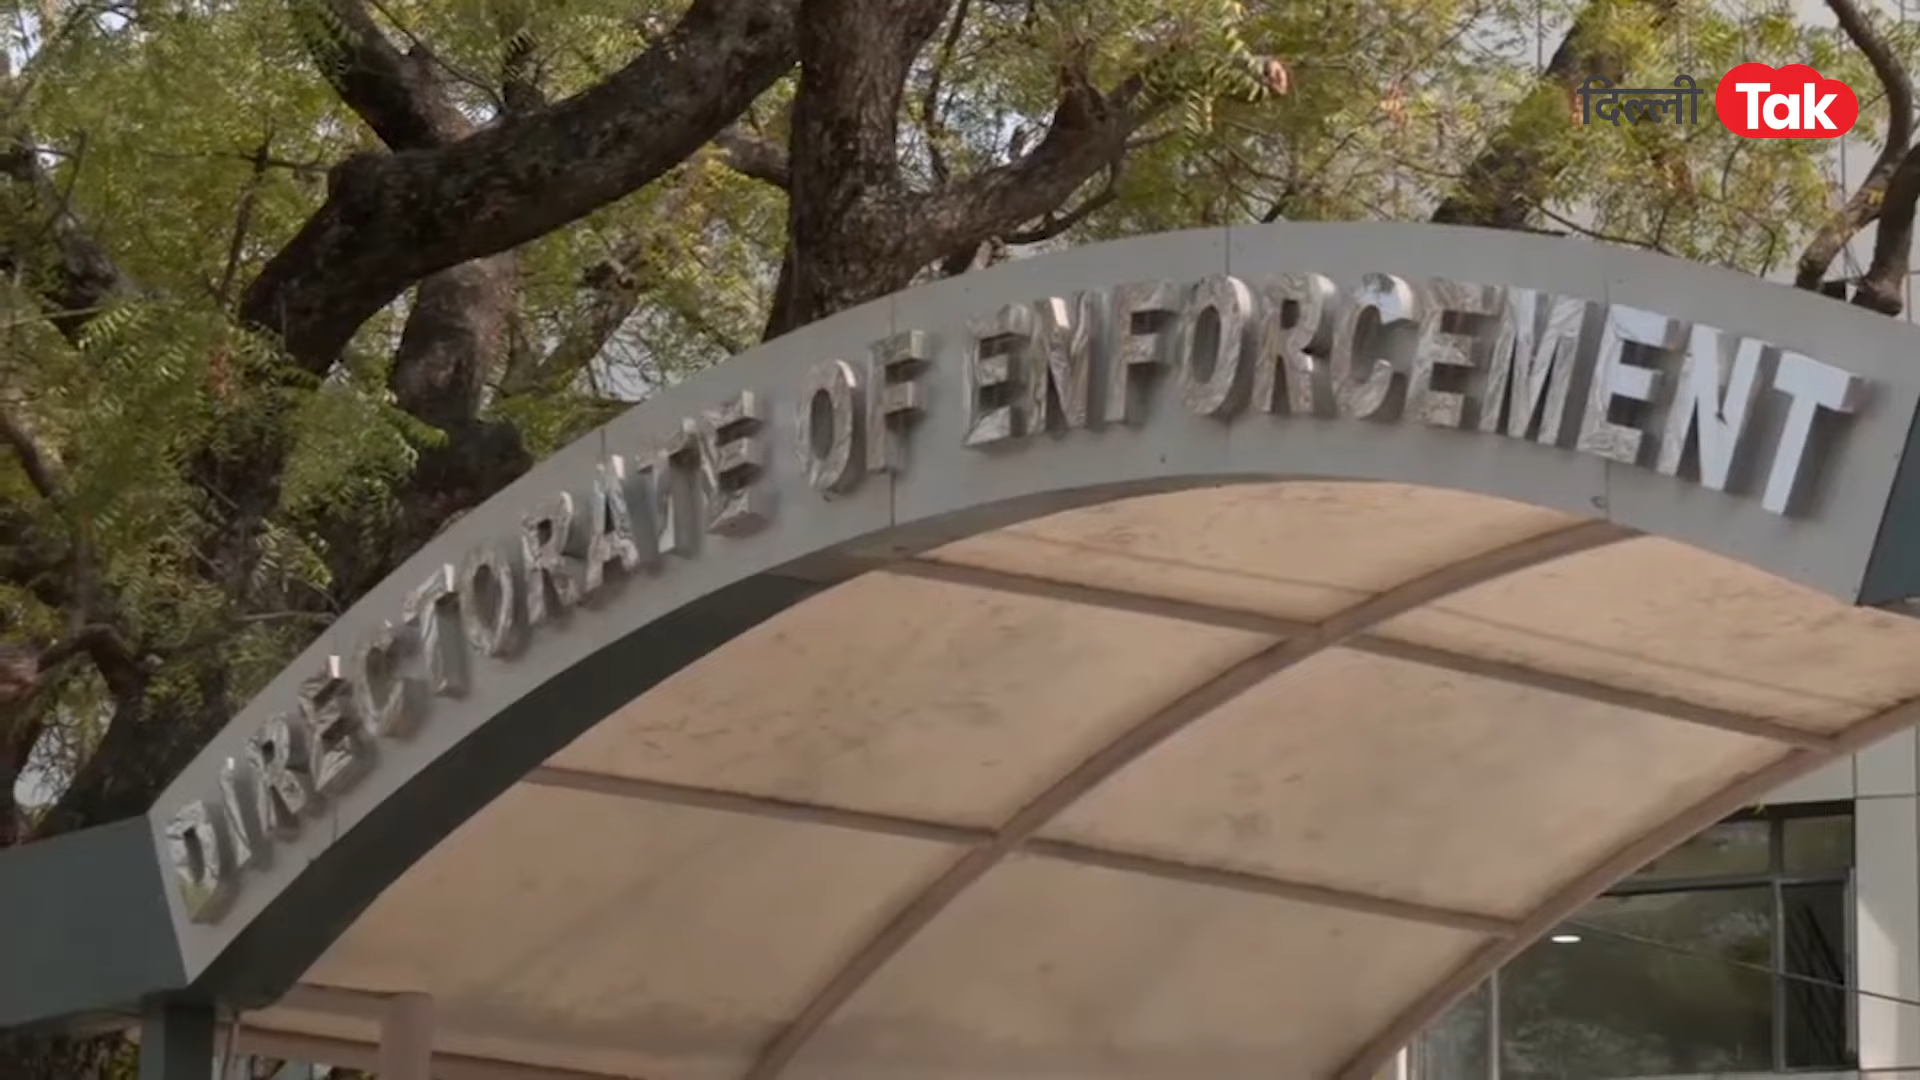 दिल्ली Tak
DIRECTORATE OF ENFORCEMENT